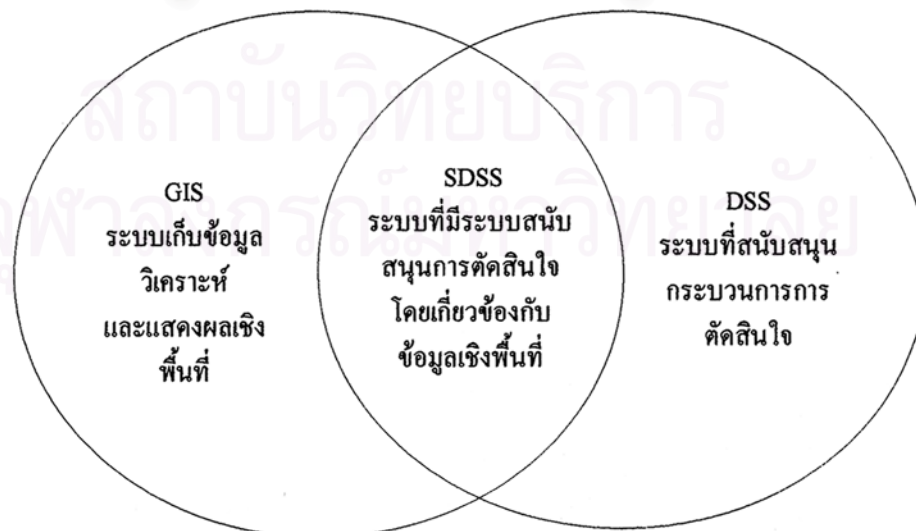 สถาบันวิทยบริการ
จุฬาลงกรณ์มหาวิทยาลัย
GIS
ระบบเก็บข้อมูล
วิเคราะห์
และแสดงผลเชิง
พื้นที่
SDSS
ระบบที่มีระบบสนับ
สนุนการตัดสินใจ
โดยเกี่ยวข้องกับ
ข้อมูลเชิงพื้นที่
DSS
ระบบที่สนับสนุน
กระบวนการการ
ตัดสินใจ